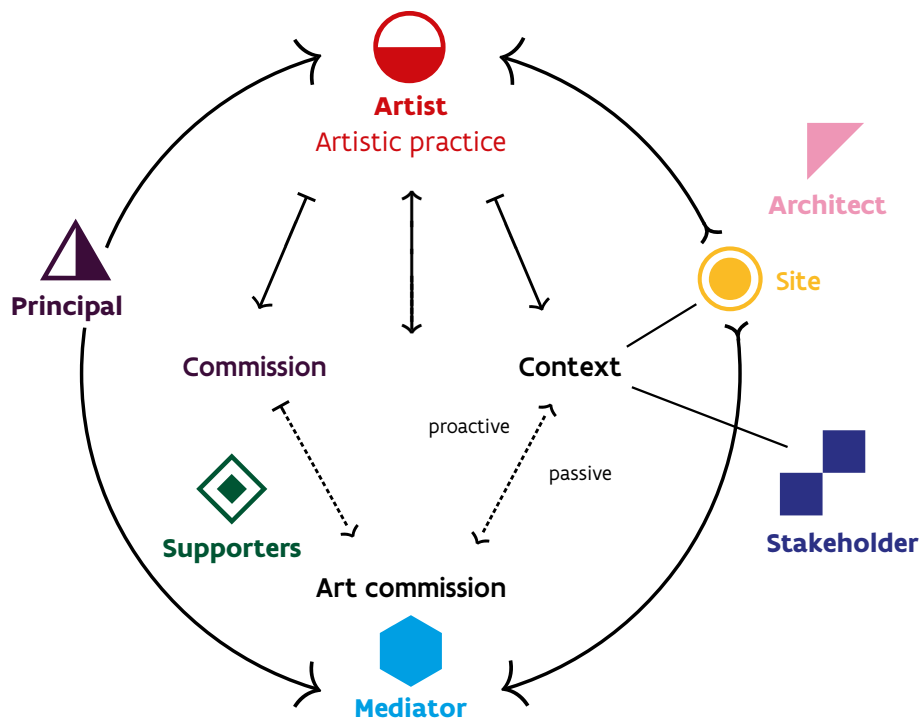 Artist
Artistic practice
Architect
Site
Principal
Commission
Context
proactive
passive
Supporters
Stakeholder
Art commission
Mediator